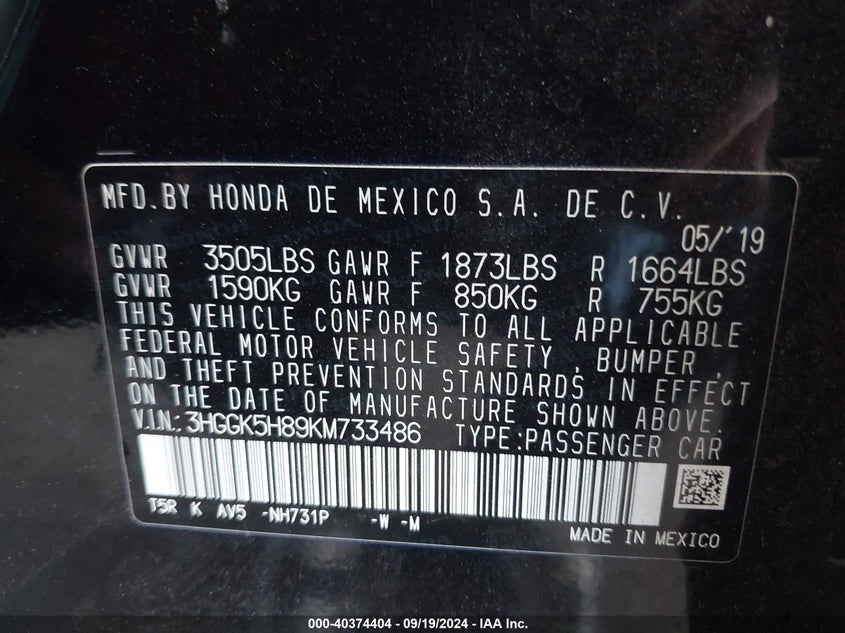 MFD.BY HONDA DE MEXICO S.A. DE C.V.
05/'19
GVWR 3505LBS GAWR F 1873LBS R 1664LBS
GVWR 1590KG GAWR F 850KG R 755KG
THIS VEHICLE CONFORMS TO ALL APPLICABLE
FEDERAL MOTOR VEHICLE SAFETY , BUMPER ,
AND THEFT PREVENTION STANDARDS IN EFFECT
ON THE DATE OF MANUFACTURE SHOWN ABOVE.
V.I.N.: 3HGGK5H89KM733486 TYPE:PASSENGER CAR
T5R K AV5 -NH731P -W -M
MADE IN MEXICO
000-40374404 - 09/19/2024 - IAA Inc.